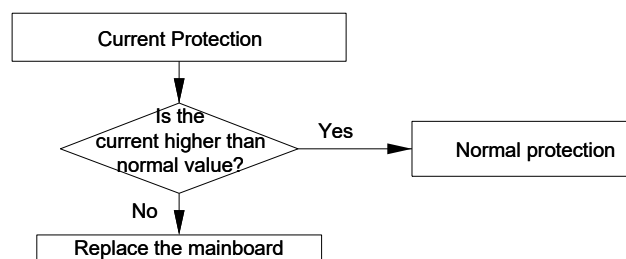 Current Protection
Is the
current higher than
normal value?
Yes
Normal protection
No
Replace the mainboard